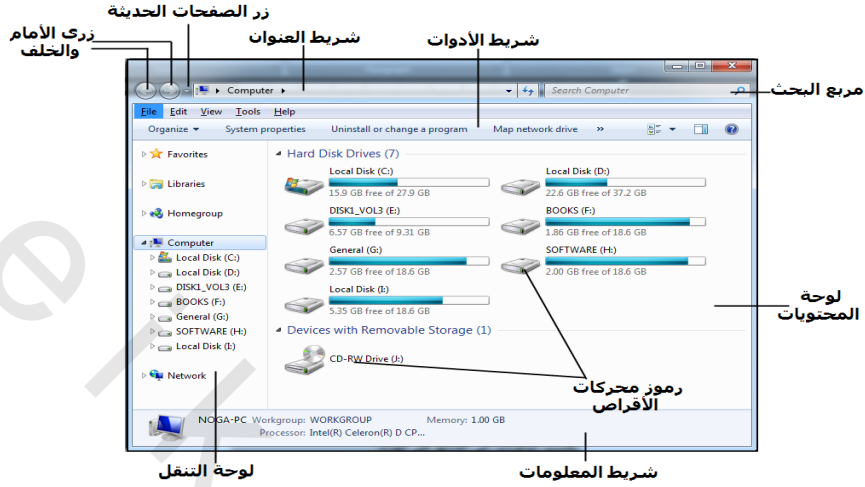 زر الصفحات الحديثة
زرى الأمام
والخلف
شريط العنوان
شريط الأدوات
Computer
Search Computer
مربع البحث
File Edit View Tools Help
Organize System properties Uninstall or change a program Map network drive »
Favorites
Libraries
Homegroup
Computer
Local Disk (C:)
Local Disk (D:)
DISK1_VOL3 (E:)
BOOKS (F:)
General (G:)
SOFTWARE (H:)
Local Disk (I:)
Network
Hard Disk Drives (7)
Local Disk (C:)
15.9 GB free of 27.9 GB
Local Disk (D:)
22.6 GB free of 37.2 GB
DISK1_VOL3 (E:)
6.57 GB free of 9.31 GB
BOOKS (F:)
1.86 GB free of 18.6 GB
General (G:)
2.57 GB free of 18.6 GB
SOFTWARE (H:)
2.00 GB free of 18.6 GB
Local Disk (I:)
5.35 GB free of 18.6 GB
Devices with Removable Storage (1)
CD-RW Drive (J:)
لوحة
المحتويات
رموز محركات
الأقراص
NOGA-PC Workgroup: WORKGROUP Memory: 1.00 GB
Processor: Intel(R) Celeron(R) D CP...
لوحة التنقل
شريط المعلومات